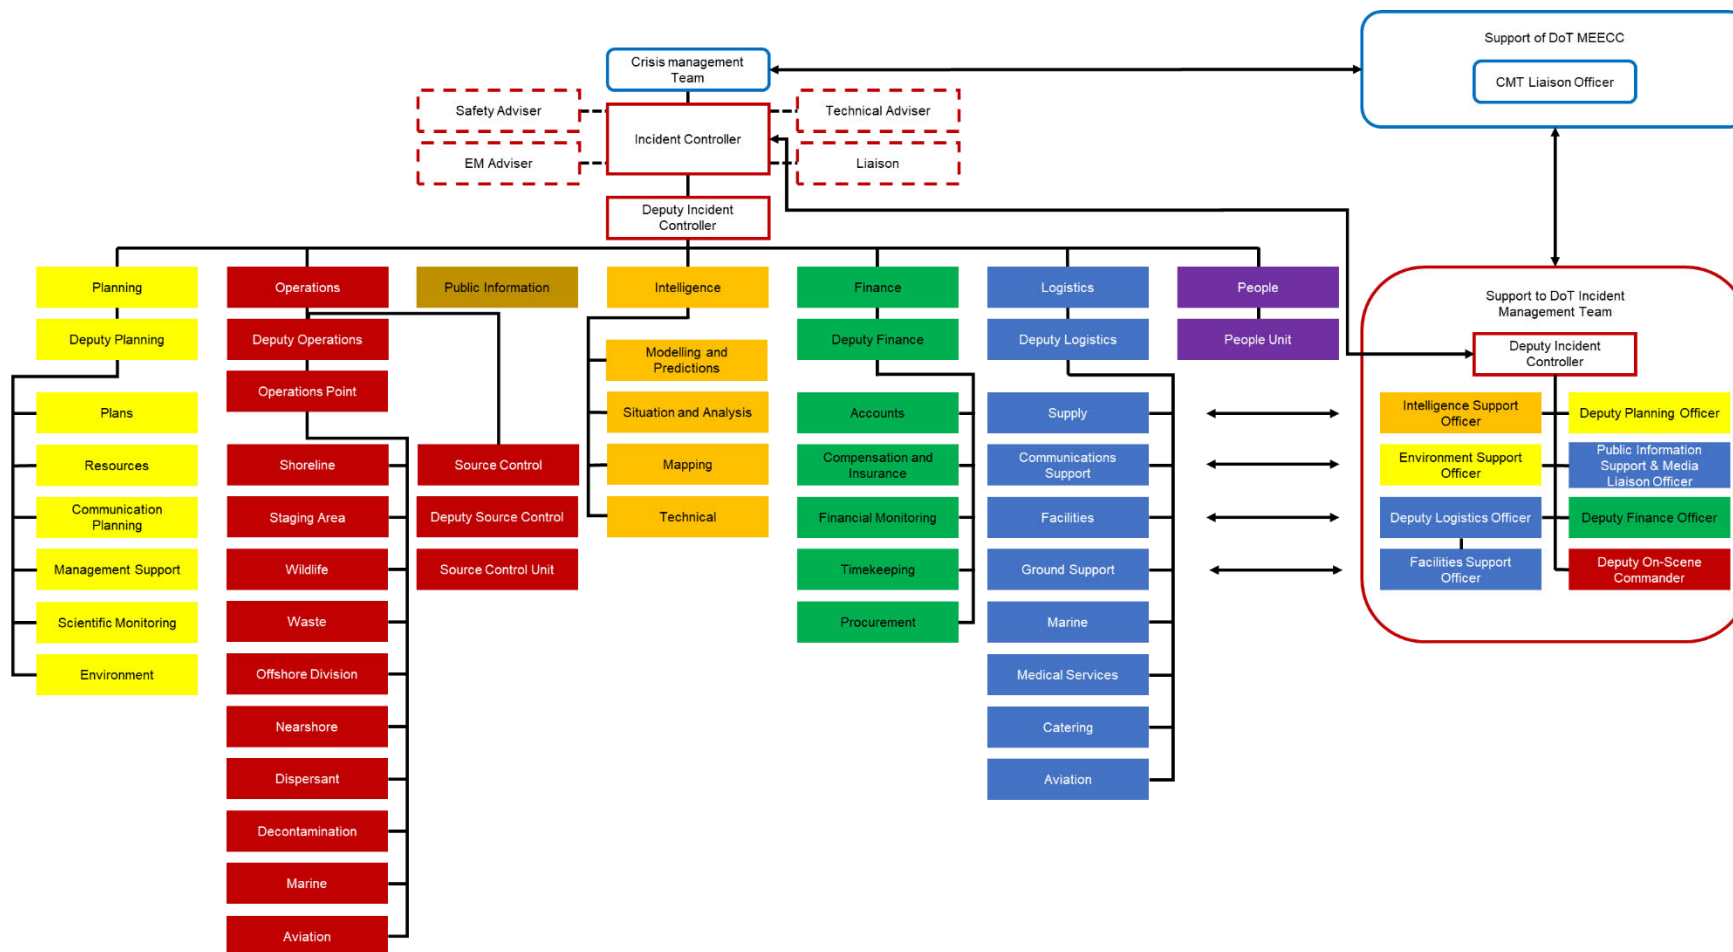 Support of DoT MEECC
Crisis management
Team
CMT Liaison Officer
Safety Adviser
Technical Adviser
Incident Controller
EM Adviser
Liaison
Deputy Incident
Controller
Planning
Operations
Public Information
Intelligence
Finance
Logistics
People
Support to DoT Incident
Management Team
Deputy Planning
Deputy Operations
Deputy Finance
Deputy Logistics
People Unit
Deputy Incident
Controller
Modelling and
Predictions
Operations Point
Plans
Situation and Analysis
Accounts
Supply
Intelligence Support
Officer
Deputy Planning Officer
Resources
Shoreline
Source Control
Mapping
Compensation and
Insurance
Communications
Support
Environment Support
Officer
Public Information
Support & Media
Liaison Officer
Communication
Planning
Staging Area
Deputy Source Control
Technical
Financial Monitoring
Facilities
Deputy Logistics Officer
Deputy Finance Officer
Management Support
Wildlife
Source Control Unit
Timekeeping
Ground Support
Facilities Support
Officer
Deputy On-Scene
Commander
Scientific Monitoring
Waste
Procurement
Marine
Environment
Offshore Division
Medical Services
Nearshore
Catering
Dispersant
Aviation
Decontamination
Marine
Aviation